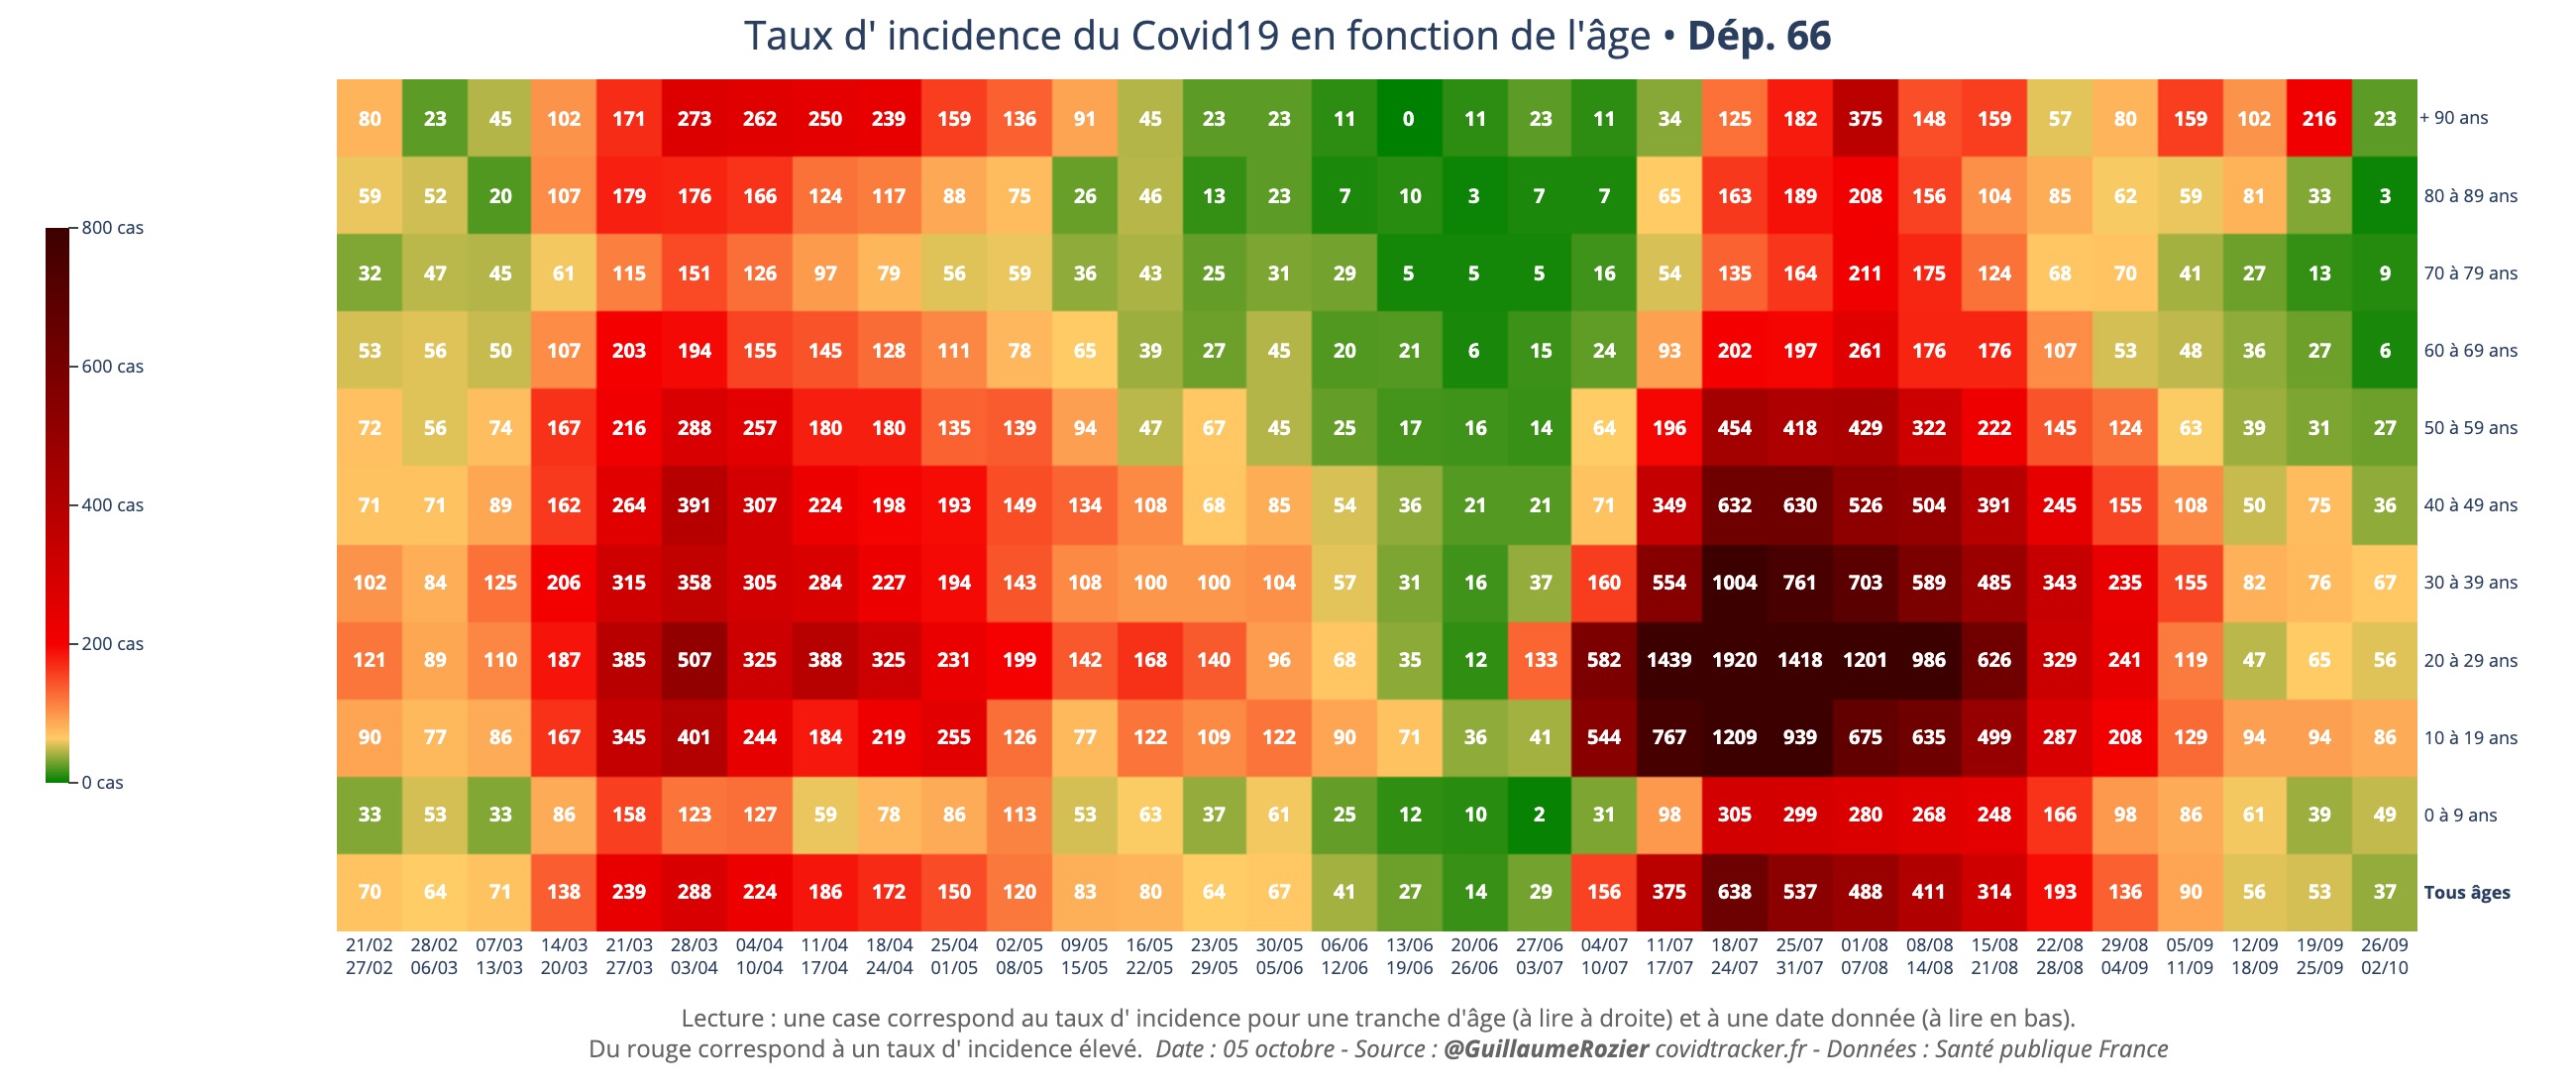 Taux d' incidence du Covid19 en fonction de l'âge • Dép. 66
80 23 45 102 171 273 262 250 239 159 136 91 45 23 23 11 0 11 23 11 34 125 182 375 148 159 57 80 159 102 216 23 + 90 ans
59 52 20 107 179 176 166 124 117 88 75 26 46 13 23 7 10 3 7 7 65 163 189 208 156 104 85 62 59 81 33 3 80 à 89 ans
800 cas
32 47 45 61 115 151 126 97 79 56 59 36 43 25 31 29 5 5 5 16 54 135 164 211 175 124 68 70 41 27 13 9 70 à 79 ans
53 56 50 107 203 194 155 145 128 111 78 65 39 27 45 20 21 6 15 24 93 202 197 261 176 176 107 53 48 36 27 6 60 à 69 ans
600 cas
72 56 74 167 216 288 257 180 180 135 139 94 47 67 45 25 17 16 14 64 196 454 418 429 322 222 145 124 63 39 31 27 50 à 59 ans
400 cas
71 71 89 162 264 391 307 224 198 193 149 134 108 68 85 54 36 21 21 71 349 632 630 526 504 391 245 155 108 50 75 36 40 à 49 ans
102 84 125 206 315 358 305 284 227 194 143 108 100 100 104 57 31 16 37 160 554 1004 761 703 589 485 343 235 155 82 76 67 30 à 39 ans
200 cas
121 89 110 187 385 507 325 388 325 231 199 142 168 140 96 68 35 12 133 582 1439 1920 1418 1201 986 626 329 241 119 47 65 56 20 à 29 ans
90 77 86 167 345 401 244 184 219 255 126 77 122 109 122 90 71 36 41 544 767 1209 939 675 635 499 287 208 129 94 94 86 10 à 19 ans
0 cas
33 53 33 86 158 123 127 59 78 86 113 53 63 37 61 25 12 10 2 31 98 305 299 280 268 248 166 98 86 61 39 49 0 à 9 ans
70 64 71 138 239 288 224 186 172 150 120 83 80 64 67 41 27 14 29 156 375 638 537 488 411 314 193 136 90 56 53 37 Tous âges
21/02 28/02 07/03 14/03 21/03 28/03 04/04 11/04 18/04 25/04 02/05 09/05 16/05 23/05 30/05 06/06 13/06 20/06 27/06 04/07 11/07 18/07 25/07 01/08 08/08 15/08 22/08 29/08 05/09 12/09 19/09 26/09
27/02 06/03 13/03 20/03 27/03 03/04 10/04 17/04 24/04 01/05 08/05 15/05 22/05 29/05 05/06 12/06 19/06 26/06 03/07 10/07 17/07 24/07 31/07 07/08 14/08 21/08 28/08 04/09 11/09 18/09 25/09 02/10
Lecture : une case correspond au taux d' incidence pour une tranche d'âge (à lire à droite) et à une date donnée (à lire en bas).
Du rouge correspond à un taux d' incidence élevé. Date : 05 octobre - Source : @GuillaumeRozier covidtracker.fr - Données : Santé publique France